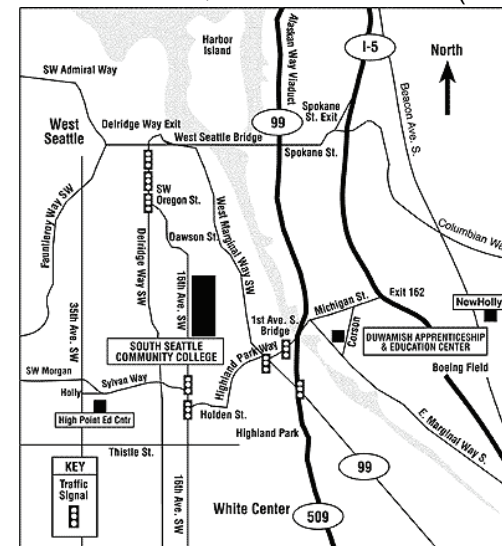 Harbor
Island
Alaskan Way Viaduct
I-5
North
SW Admiral Way
99
Spokane
St. Exit
Beacon Ave. S.
West
Seattle
Delridge Way Exit
West Seattle Bridge
Spokane St.
SW
Oregon St.
Fauntleroy Way SW
Dawson St.
West Marginal Way SW
Columbian Wa
Delridge Way SW
16th Ave. SW
35th Ave. SW
Exit 162
Michigan St.
NewHolly
1st Ave. S.
Bridge
Corson
SOUTH SEATTLE
COMMUNITY COLLEGE
DUWAMISH APPRENTICESHIP
& EDUCATION CENTER
Highland Park Way
Boeing Field
SW Morgan
Sylvan Way
Holly
Holden St.
High Point Ed Cntr
E. Marginal Way S.
Highland Park
Thistle St.
KEY
Traffic
Signal
99
15th Ave. SW
White Center
509